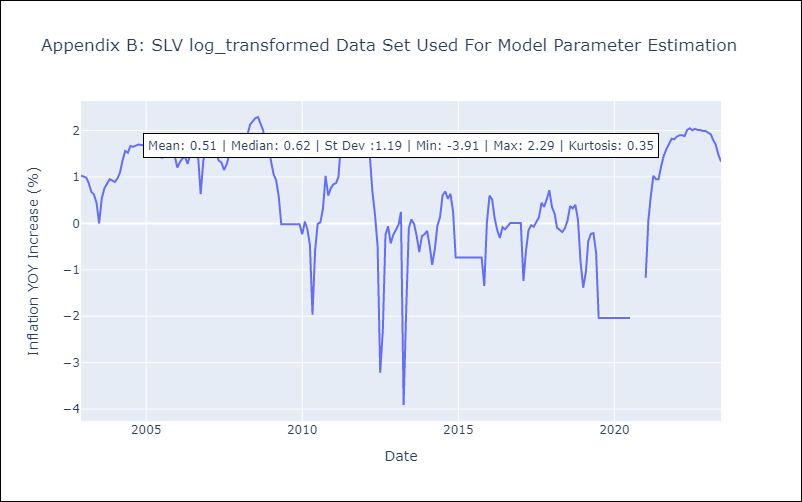 Appendix B: SLV log_transformed Data Set Used For Model Parameter Estimation
Mean: 0.51 | Median: 0.62 | St Dev :1.19 | Min: -3.91 | Max: 2.29 | Kurtosis: 0.35
Inflation YOY Increase (%)
2
1
0
−1
−2
−3
−4
2005
2010
2015
2020
Date